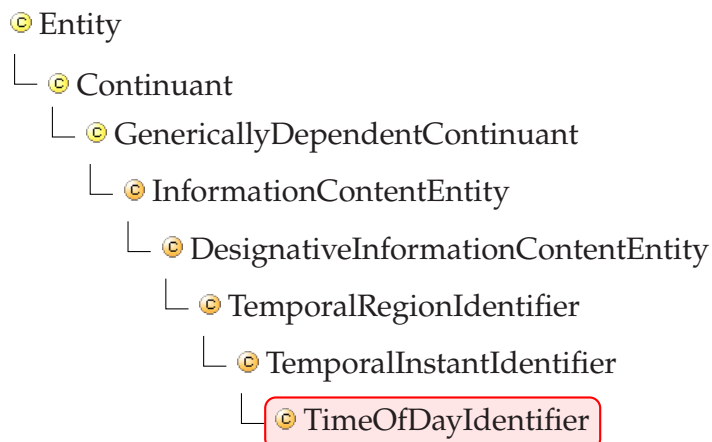 © Entity
© Continuant
© GenericallyDependentContinuant
© InformationContentEntity
© DesignativeInformationContentEntity
© TemporalRegionIdentifier
© TemporalInstantIdentifier
© TimeOfDayIdentifier